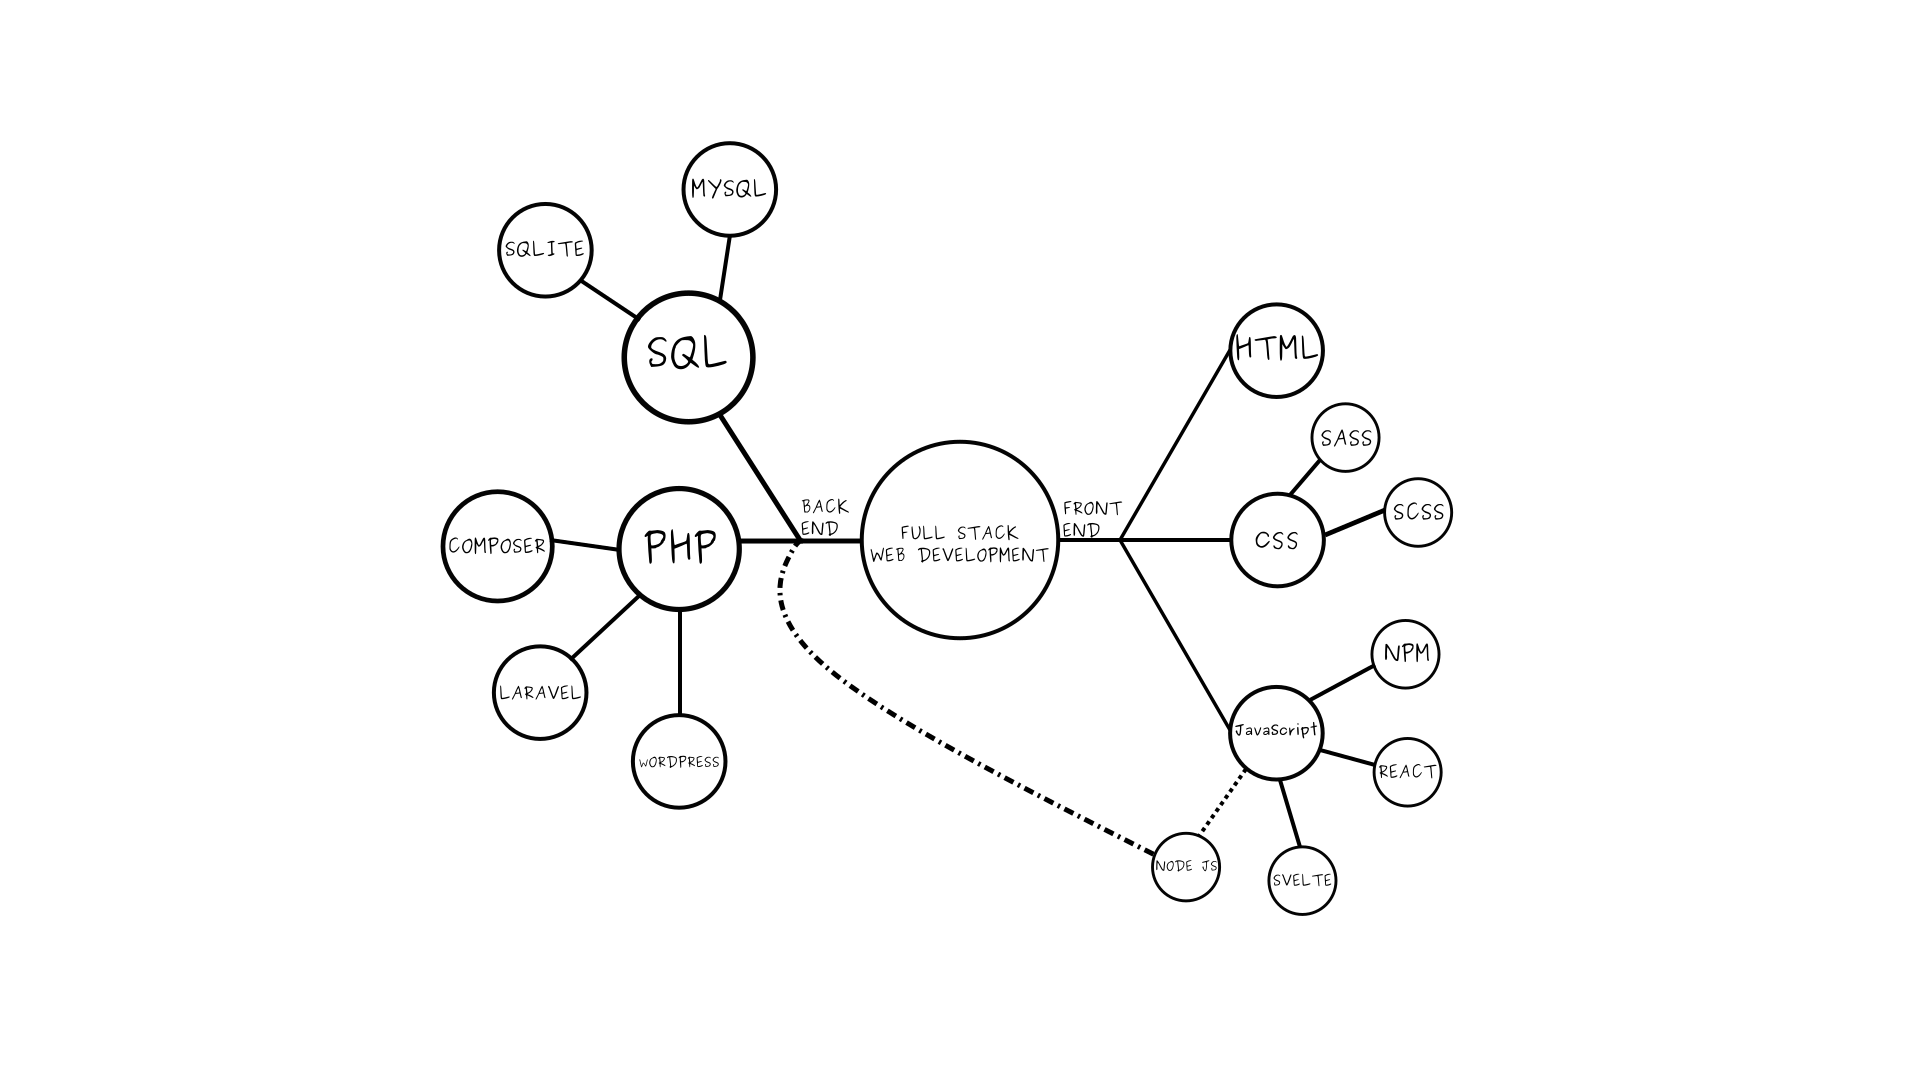 MYSQL
SQLITE
SQL
HTML
SASS
BACK
END
FRONT
END
SCSS
COMPOSER
PHP
FULL STACK
WEB DEVELOPMENT
CSS
NPM
LARAVEL
JavaScript
WORDPRESS
REACT
NODE JS
SVELTE